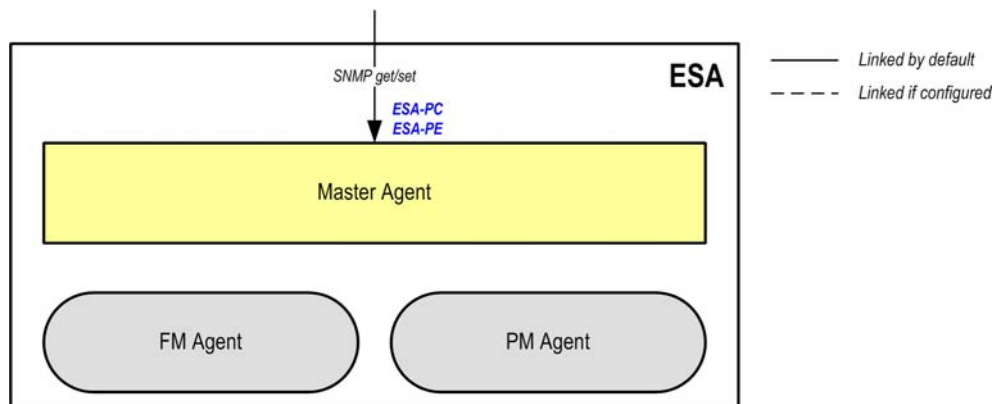 ESA
Linked by default
SNMP get/set
Linked if configured
ESA-PC
ESA-PE
Master Agent
FM Agent
PM Agent